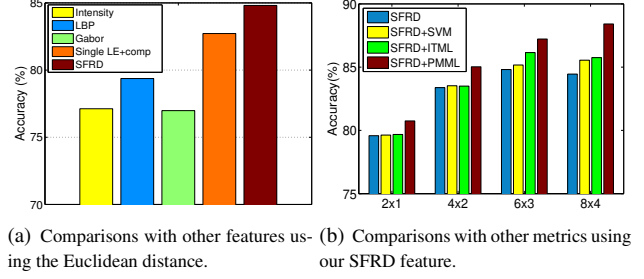 85
80
75
70
Accuracy (%)
Intensity
LBP
Gabor
Single LE+comp
SFRD
90
85
80
75
Accuracy (%)
SFRD
SFRD+SVM
SFRD+ITML
SFRD+PMML
2x1 4x2 6x3 8x4
(a) Comparisons with other features us-
ing the Euclidean distance.
(b) Comparisons with other metrics using
our SFRD feature.